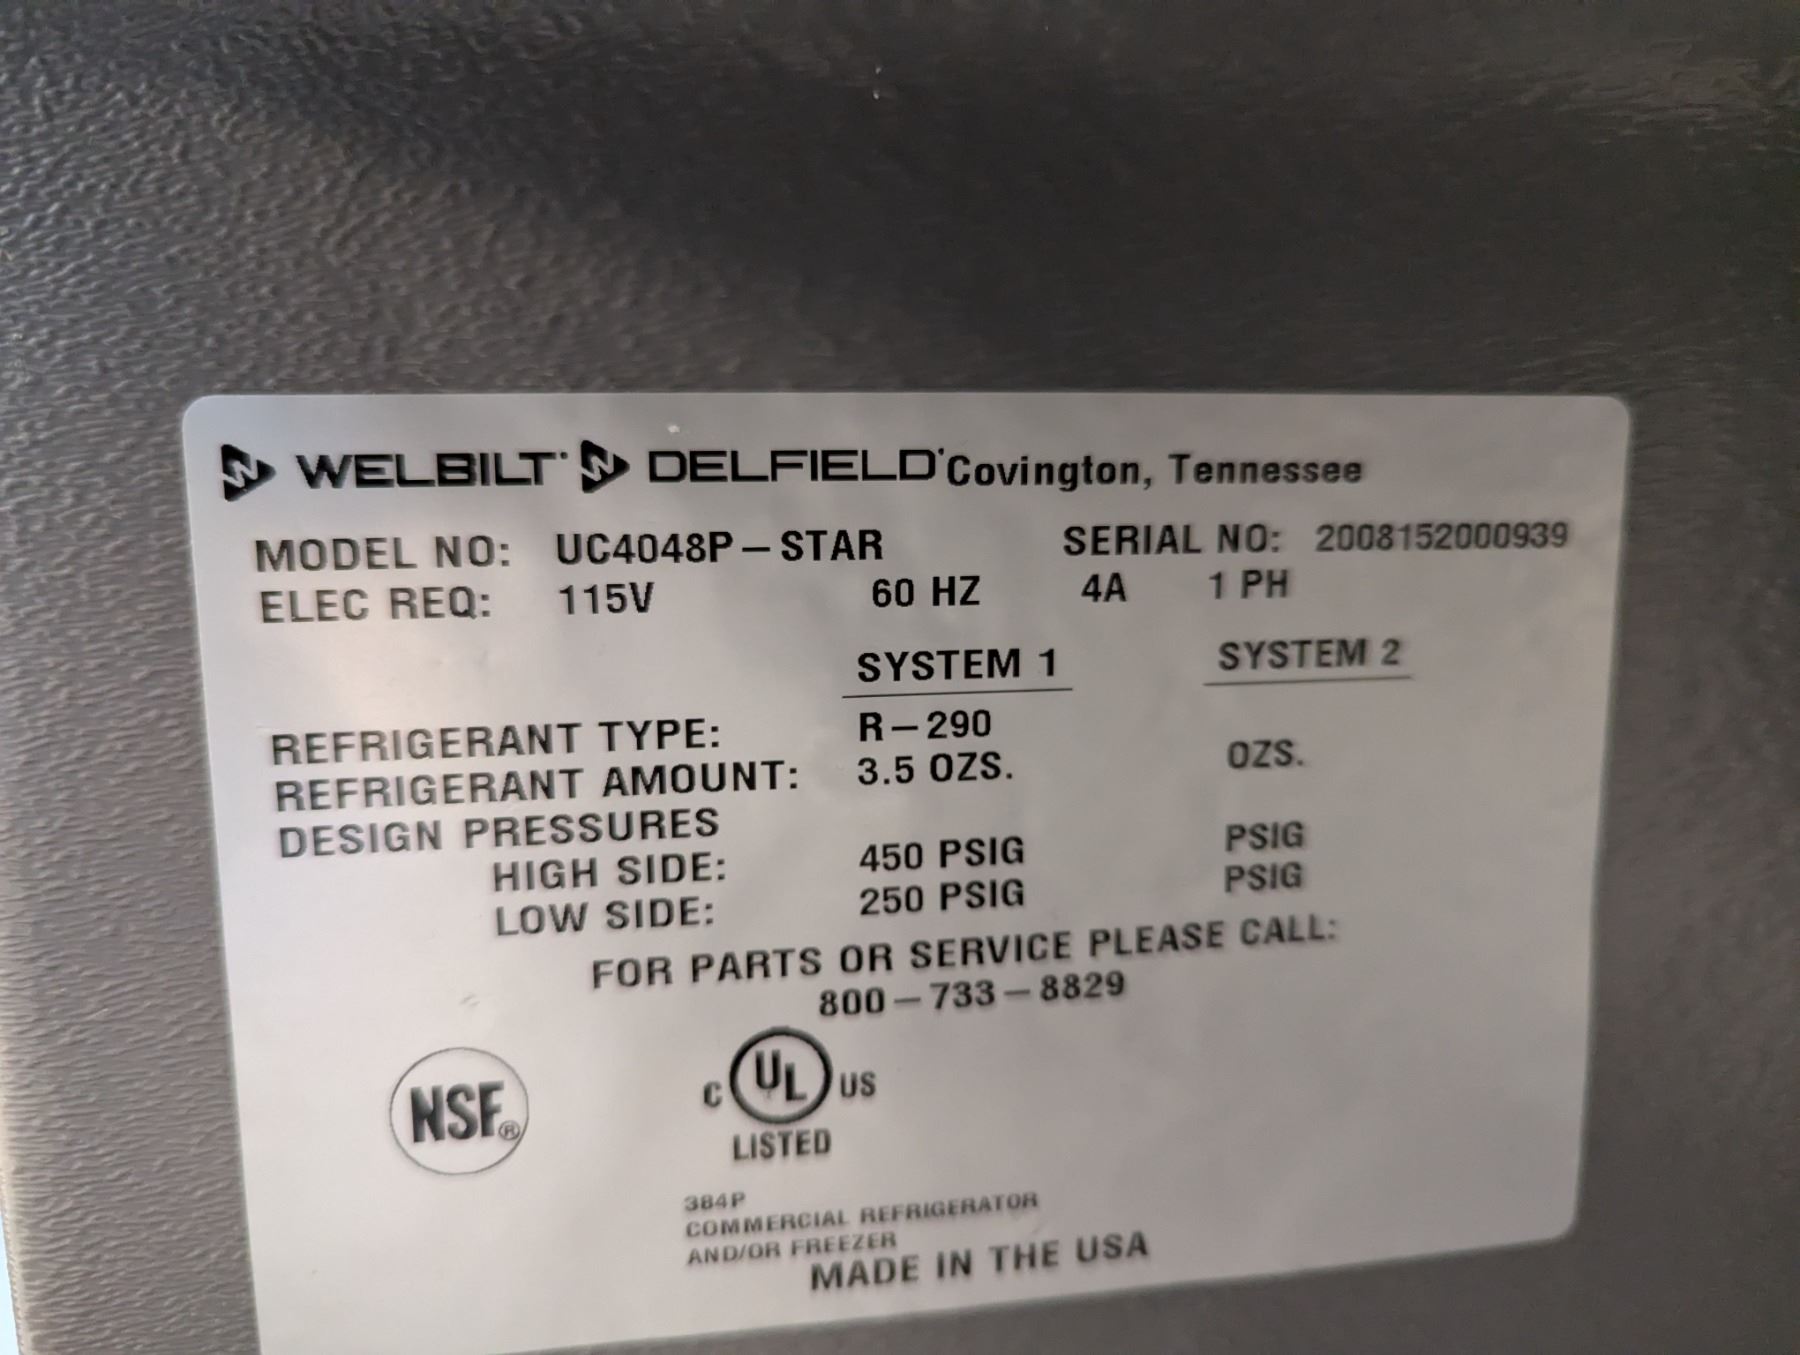 WELBILT DELFIELD Covington, Tennessee
MODEL NO: UC4048P-STAR SERIAL NO: 2008152000939
ELEC REQ: 115V 60 HZ 4A 1 PH
SYSTEM 1 SYSTEM 2
REFRIGERANT TYPE: R-290
REFRIGERANT AMOUNT: 3.5 OZS. OZS.
DESIGN PRESSURES
HIGH SIDE: 450 PSIG PSIG
LOW SIDE: 250 PSIG PSIG
FOR PARTS OR SERVICE PLEASE CALL:
800-733-8829
NSF®
C UL US
LISTED
384P
COMMERCIAL REFRIGERATOR
AND/OR FREEZER
MADE IN THE USA